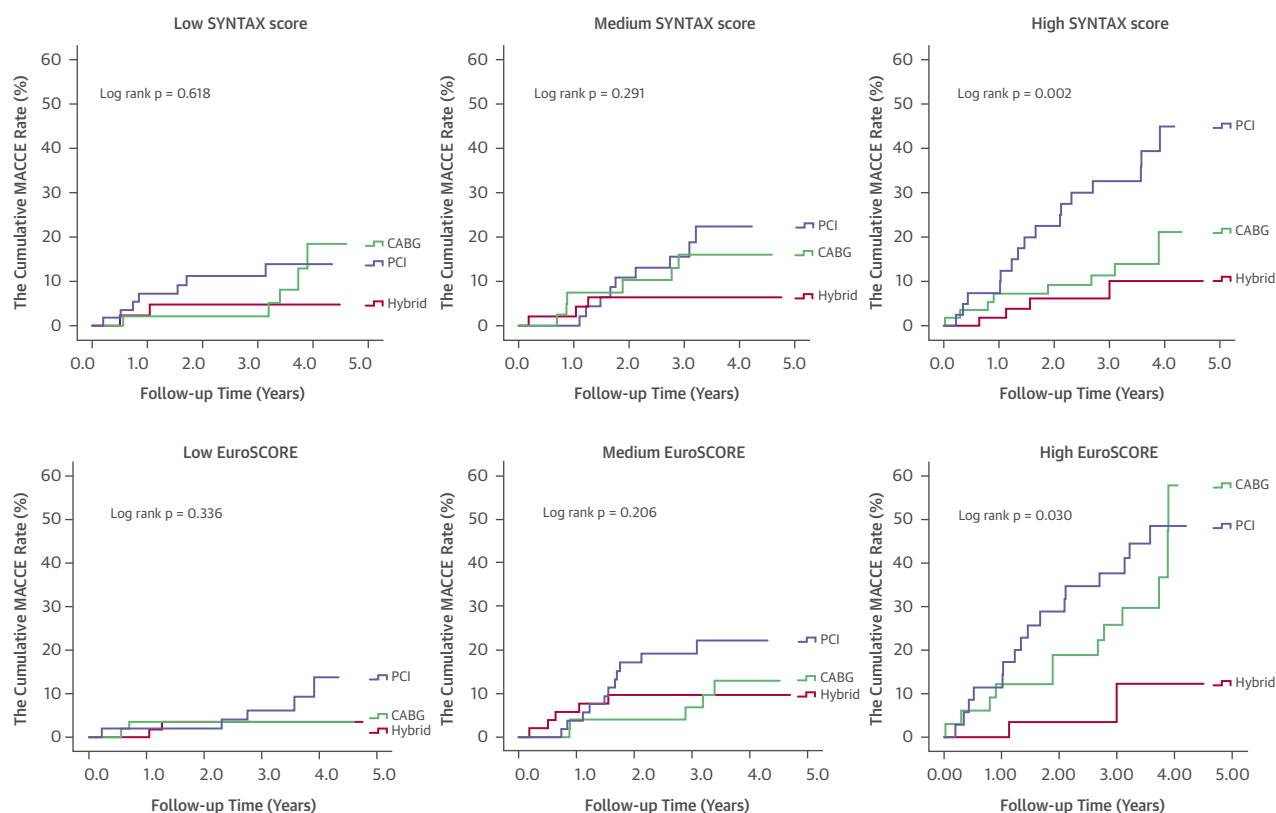 Low SYNTAX score
The Cumulative MACCE Rate (%)
60
50
40
30
20
10
0
Log rank p = 0.618
CABG
PCI
Hybrid
0.0 1.0 2.0 3.0 4.0 5.0
Follow-up Time (Years)
Medium SYNTAX score
The Cumulative MACCE Rate (%)
60
50
40
30
20
10
0
Log rank p = 0.291
PCI
CABG
Hybrid
0.0 1.0 2.0 3.0 4.0 5.0
Follow-up Time (Years)
High SYNTAX score
The Cumulative MACCE Rate (%)
60
50
40
30
20
10
0
Log rank p = 0.002
PCI
CABG
Hybrid
0.0 1.0 2.0 3.0 4.0 5.0
Follow-up Time (Years)
Low EuroSCORE
The Cumulative MACCE Rate (%)
60
50
40
30
20
10
0
Log rank p = 0.336
PCI
CABG
Hybrid
0.0 1.0 2.0 3.0 4.0 5.0
Follow-up Time (Years)
Medium EuroSCORE
The Cumulative MACCE Rate (%)
60
50
40
30
20
10
0
Log rank p = 0.206
PCI
CABG
Hybrid
0.0 1.0 2.0 3.0 4.0 5.0
Follow-up Time (Years)
High EuroSCORE
The Cumulative MACCE Rate (%)
60
50
40
30
20
10
0
Log rank p = 0.030
CABG
PCI
Hybrid
0.00 1.00 2.00 3.00 4.00 5.00
Follow-up Time (Years)